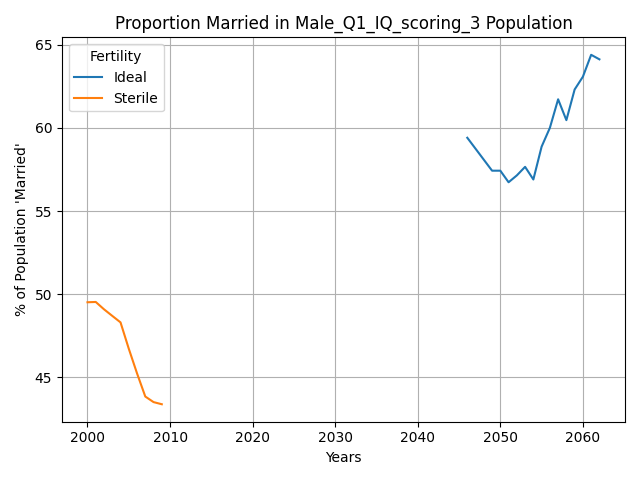 Proportion Married in Male_Q1_IQ_scoring_3 Population
% of Population 'Married'
65
60
55
50
45
Fertility
Ideal
Sterile
2000 2010 2020 2030 2040 2050 2060
Years